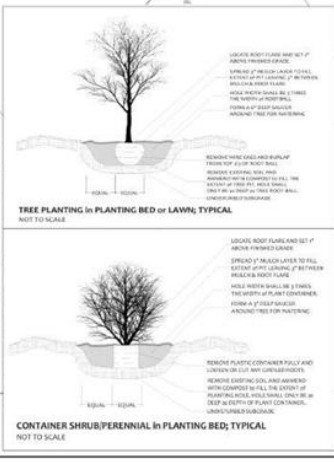 LOCATE ROOT FLARE AND SET 1"
ABOVE FINISHED GRADE
SPREAD 3" MULCH LAYER TO FILL
EXTENT of PIT LEAVING 3" BETWEEN
MULCH & ROOT FLARE
HOLE WIDTH SHALL BE 3 TIMES
THE WIDTH of ROOT BALL
FORM A 6" DEEP SAUCER
AROUND TREE FOR WATERING
REMOVE WIRE CAGE AND BURLAP
FROM TOP 2/3 OF ROOT BALL
REMOVE EXISTING SOIL AND
AMMEND WITH COMPOST to FILL THE
EXTENT of TREE PIT. HOLE SHALL
ONLY BE as DEEP as TREE ROOT BALL.
UNDISTURBED SUBGRADE
EQUAL EQUAL
TREE PLANTING in PLANTING BED or LAWN; TYPICAL
NOT TO SCALE
LOCATE ROOT FLARE AND SET 1"
ABOVE FINISHED GRADE
SPREAD 3" MULCH LAYER TO FILL
EXTENT of PIT LEAVING 3" BETWEEN
MULCH & ROOT FLARE
HOLE WIDTH SHALL BE 3 TIMES
THE WIDTH of PLANT CONTAINER.
FORM 3" DEEP SAUCER
AROUND TREE FOR WATERING
REMOVE PLASTIC CONTAINER FULLY AND
LOOSEN OR CUT ANY GIRDLED ROOTS
REMOVE EXISTING SOIL AND AMMEND
WITH COMPOST to FILL THE EXTENT OF
PLANTING HOLE. HOLE SHALL ONLY BE as
DEEP as DEPTH OF PLANT CONTAINER.
UNDISTURBED SUBGRADE
EQUAL EQUAL
CONTAINER SHRUB/PERENNIAL in PLANTING BED; TYPICAL
NOT TO SCALE